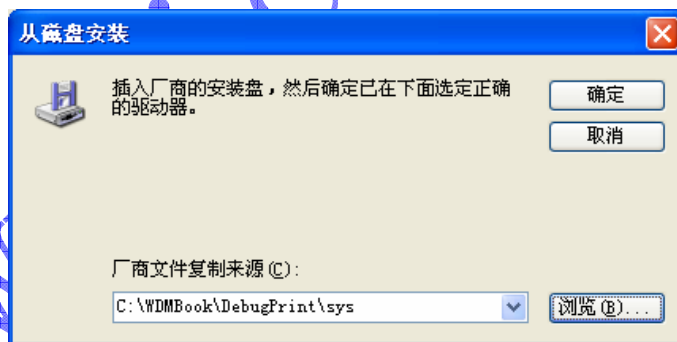 从磁盘安装
插入厂商的安装盘，然后确定已在下面选定正确
的驱动器。
确定
取消
厂商文件复制来源(C):
C:\WDMBook\DebugPrint\sys
浏览(B)...